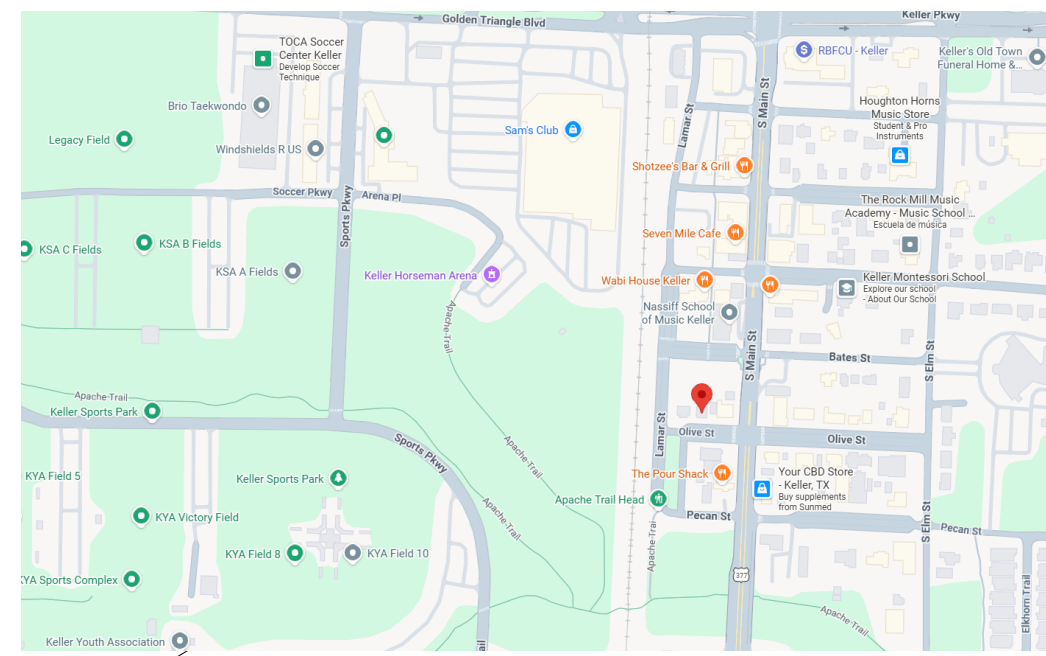 Golden Triangle Blvd
Keller Pkwy
TOCA Soccer
Center Keller
Develop Soccer
Technique
RBFCU - Keller
Keller's Old Town
Funeral Home &...
Brio Taekwondo
Legacy Field
Windshields R US
Sam's Club
Lamar St
S Main St
Houghton Horns
Music Store
Student & Pro
Instruments
Shotzee's Bar & Grill
Soccer Pkwy
Arena Pl
Sports Pkwy
The Rock Mill Music
Academy - Music School ...
Escuela de música
Seven Mile Cafe
KSA C Fields
KSA B Fields
KSA A Fields
Keller Horseman Arena
Wabi House Keller
Keller Montessori School
Explore our school
- About Our School
Nassiff School
of Music Keller
Apache-Trail
S Main St
Bates St
S Elm St
Apache-Trail
Keller Sports Park
Sports Pkwy
Lamar St
Olive St
Olive St
Apache-Trail
KYA Field 5
Keller Sports Park
The Pour Shack
Your CBD Store
- Keller, TX
Buy supplements
from Sunmed
Apache Trail Head
Apache-Trail
KYA Victory Field
Pecan St
S Elm St
Pecan St
KYA Field 8
KYA Field 10
Apache-Trai
KYA Sports Complex
377
Apache-Trail
Elkhorn Trail
Keller Youth Association
ail